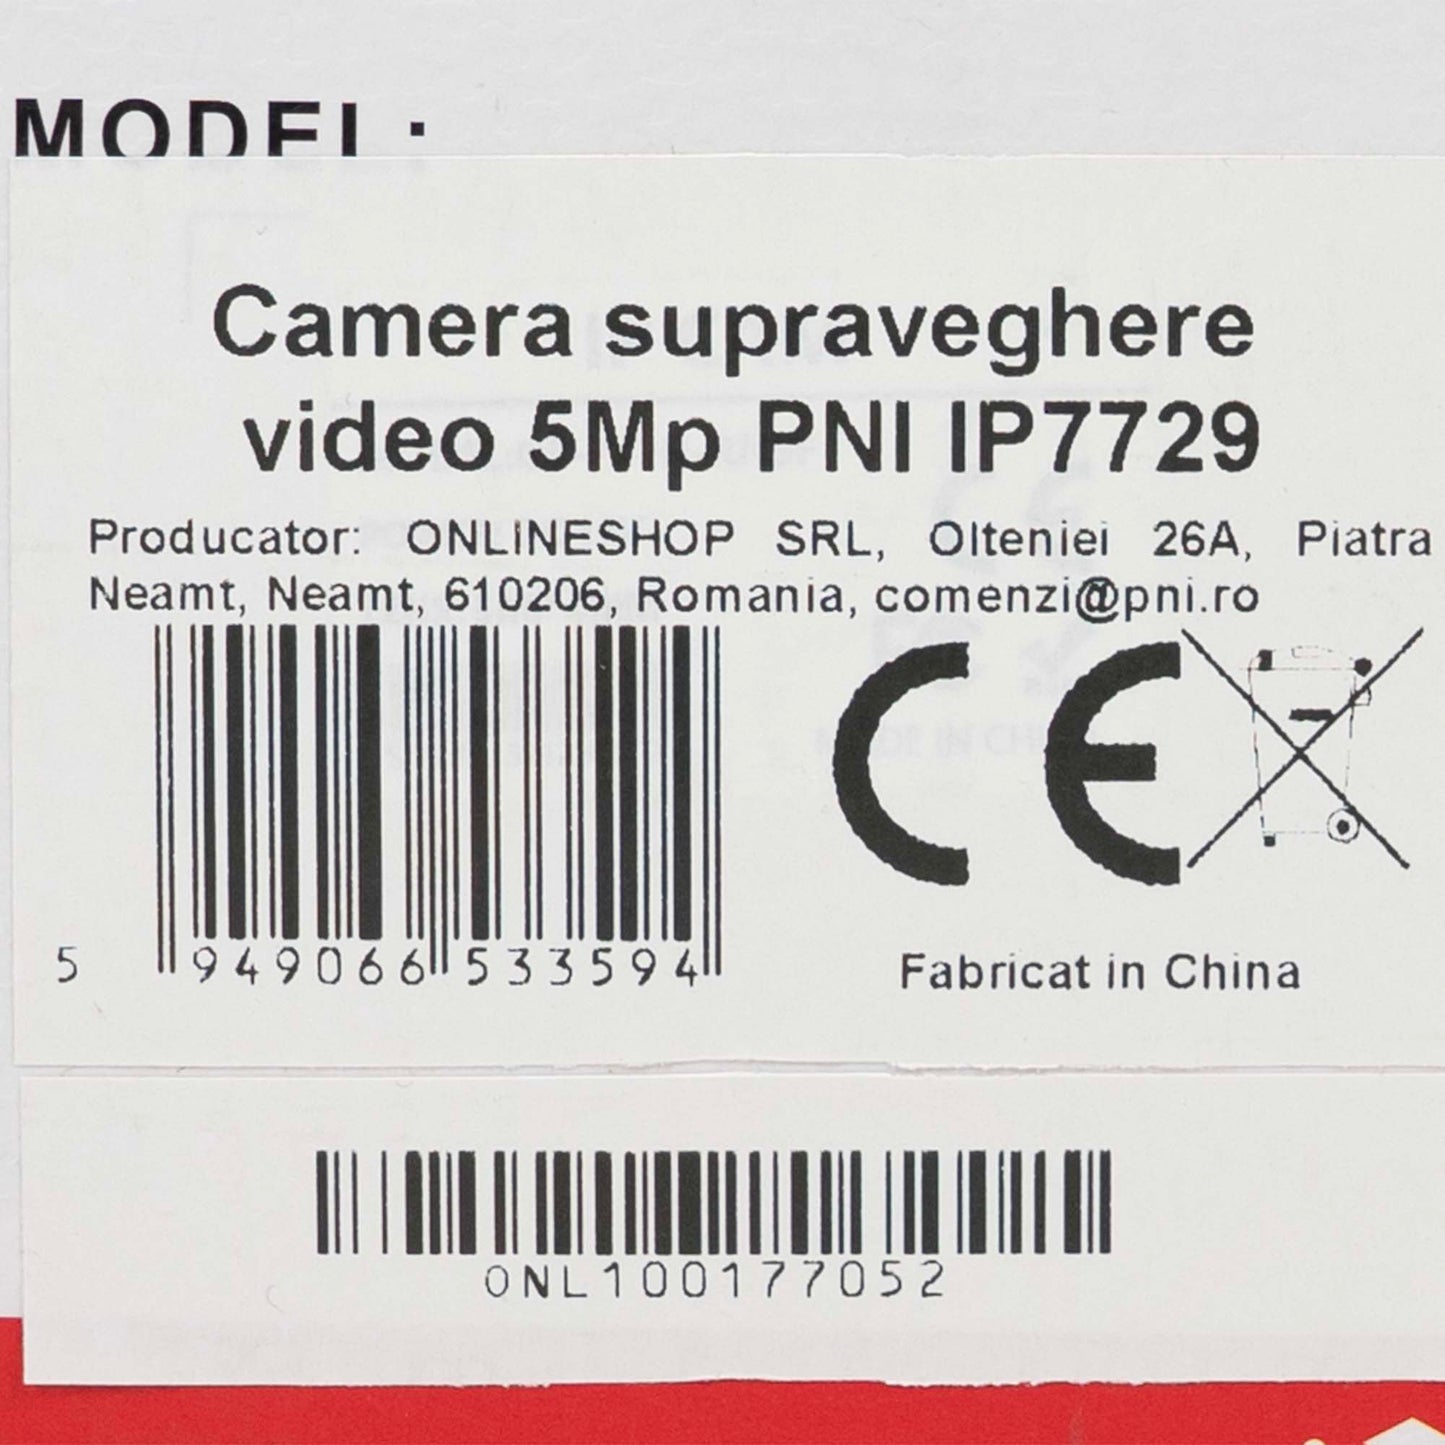 MODEL:
Camera supraveghere
video 5Mp PNI IP7729
Producator: ONLINESHOP SRL, Olteniei 26A, Piatra
Neamt, Neamt, 610206, Romania, comenzi@pni.ro
CE
5 949066 533594
Fabricat in China
ONL100177052